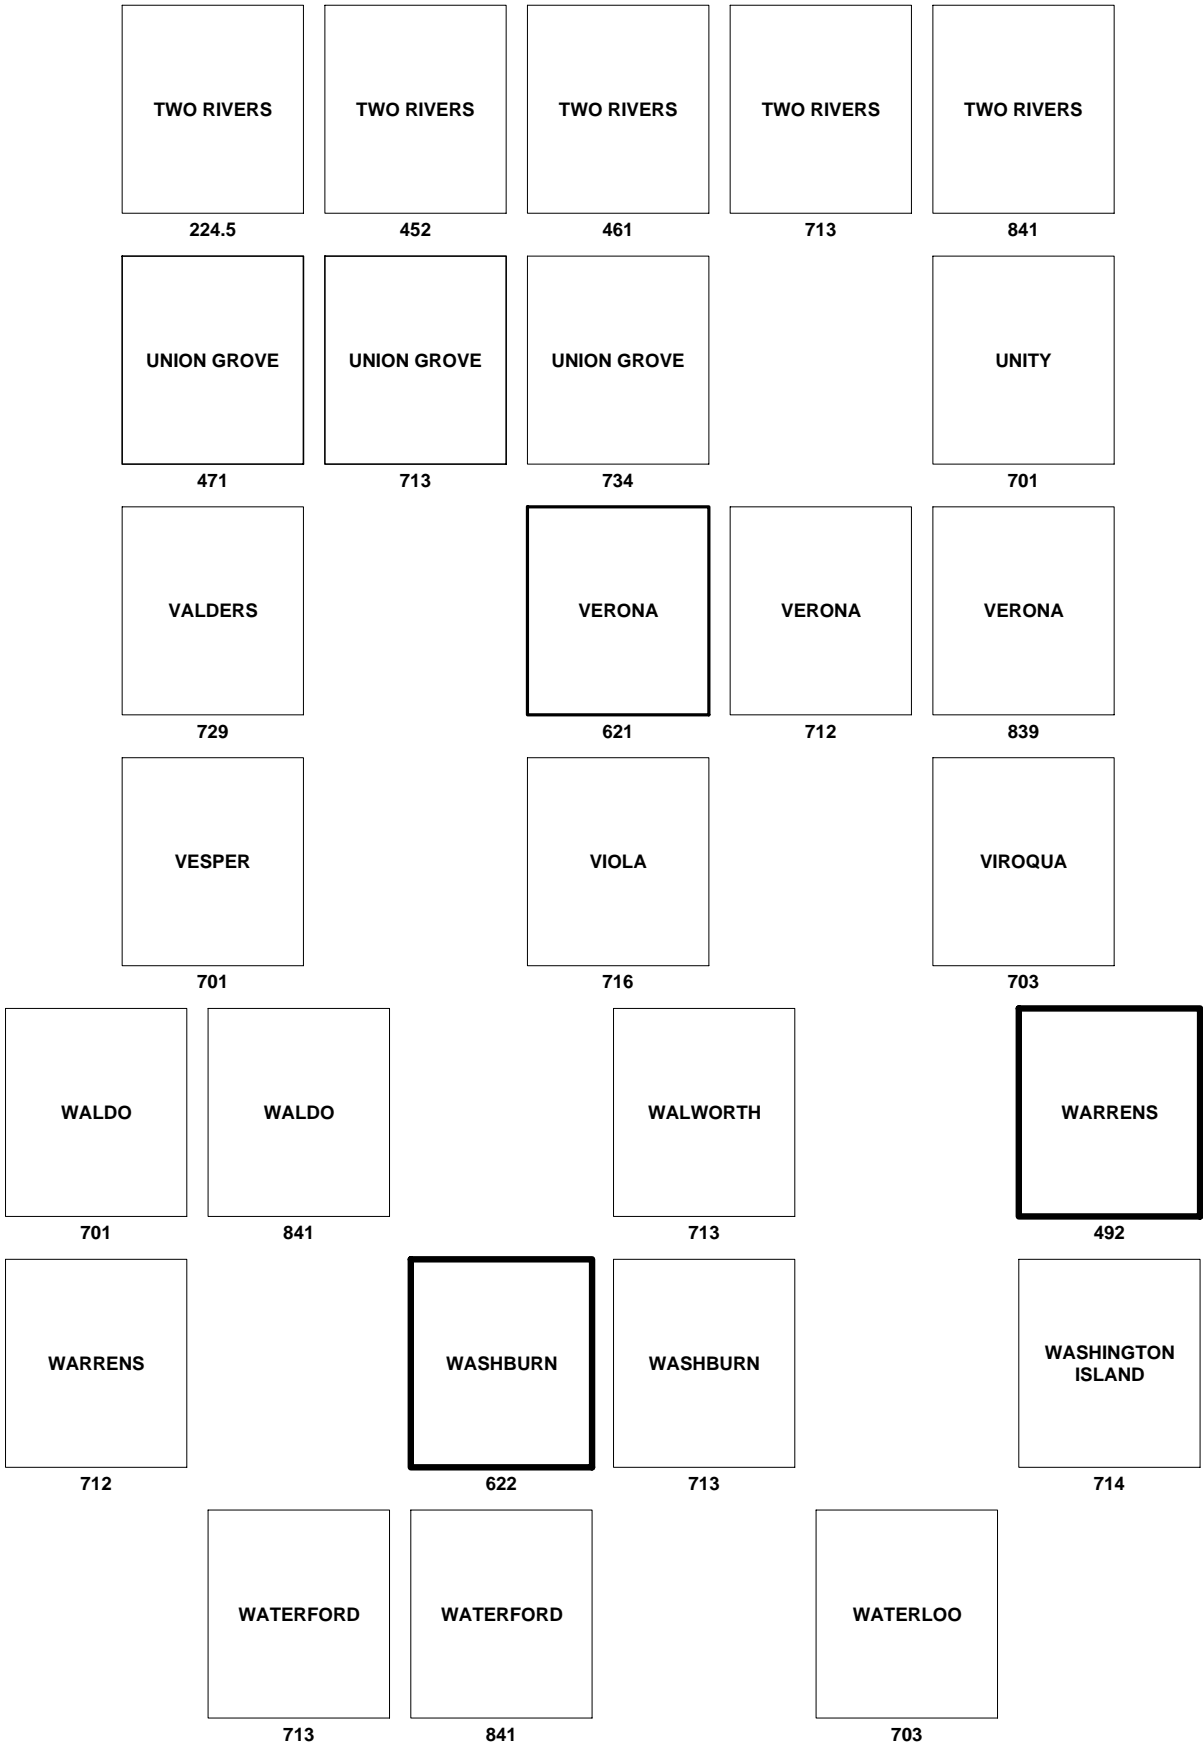 TWO RIVERS TWO RIVERS TWO RIVERS TWO RIVERS TWO RIVERS
224.5 452 461 713 841
UNION GROVE UNION GROVE UNION GROVE UNITY
471 713 734 701
VALDERS VERONA VERONA VERONA
729 621 712 839
VESPER VIOLA VIROQUA
701 716 703
WALDO WALDO WALWORTH WARRENS
701 841 713 492
WARRENS WASHBURN WASHBURN WASHINGTON
ISLAND
712 622 713 714
WATERFORD WATERFORD WATERLOO
713 841 703